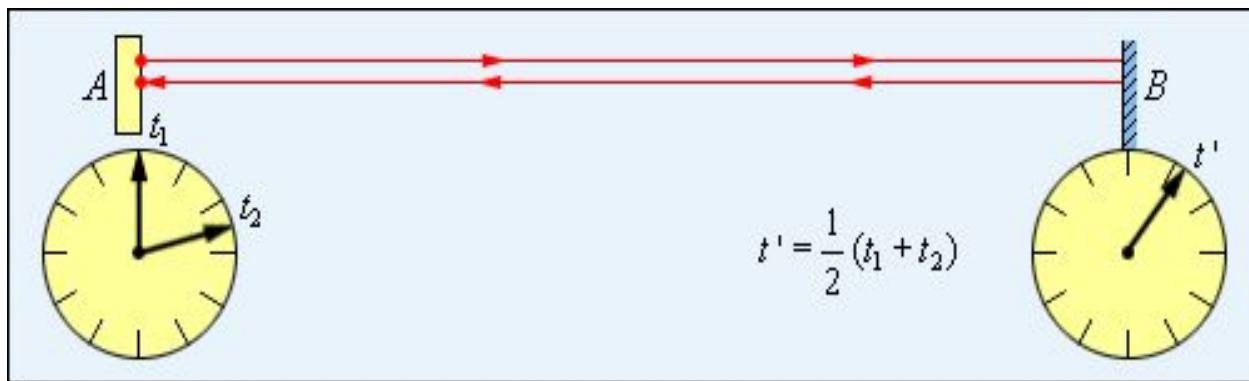 A
B
t₁
t₂
t'
t' = 1/2 (t₁ + t₂)